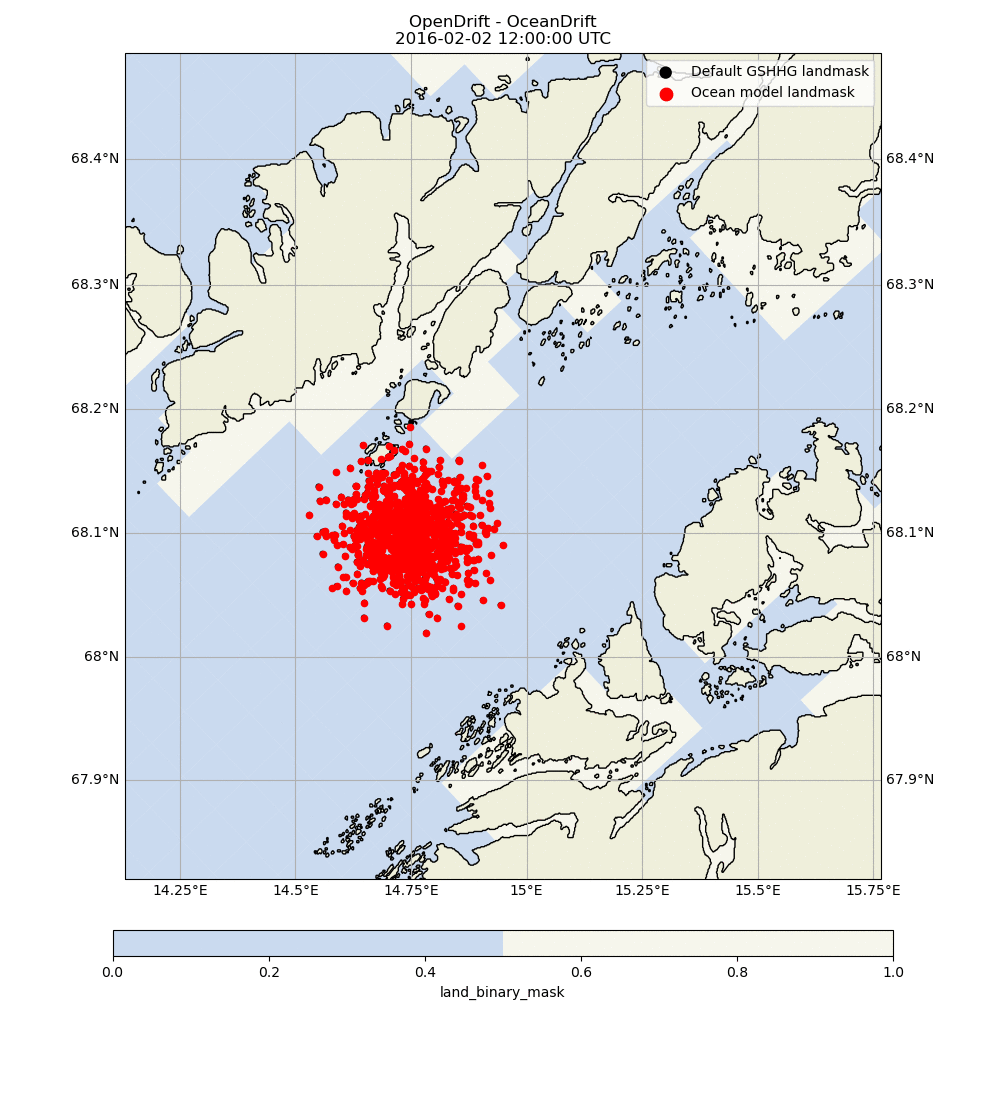 OpenDrift - OceanDrift
2016-02-02 12:00:00 UTC
Default GSHHG landmask
Ocean model landmask
68.4°N 68.4°N
68.3°N 68.3°N
68.2°N 68.2°N
68.1°N 68.1°N
68°N 68°N
67.9°N 67.9°N
14.25°E 14.5°E 14.75°E 15°E 15.25°E 15.5°E 15.75°E
0.0 0.2 0.4 0.6 0.8 1.0
land_binary_mask